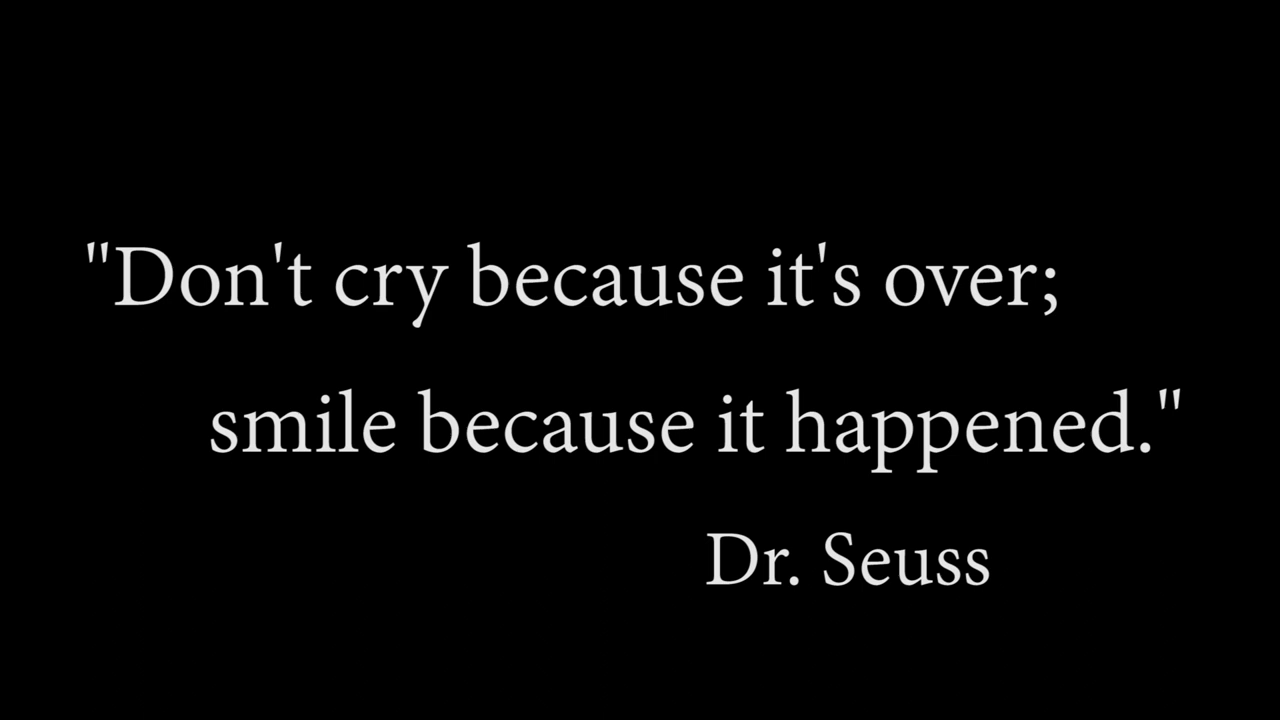 "Don't cry because it's over;
smile because it happened."
Dr. Seuss